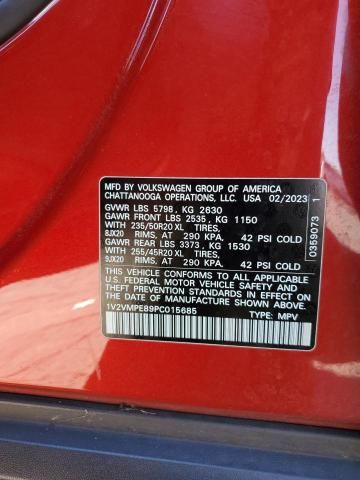 MFD BY VOLKSWAGEN GROUP OF AMERICA
CHATTANOOGA OPERATIONS, LLC. USA 02/2023
GVWR LBS 5798 , KG 2630
GAWR FRONT LBS 2535, KG 1150
WITH 235/50R20 XL TIRES,
8JX20 RIMS, AT 290 KPA, 42 PSI COLD
GAWR REAR LBS 3373, KG 1530
WITH 255/45R20 XL TIRES,
9JX20 RIMS, AT 290 KPA, 42 PSI COLD
THIS VEHICLE CONFORMS TO ALL APPLICABLE
FEDERAL MOTOR VEHICLE SAFETY STANDARDS
IN EFFECT ON THE DATE OF MANUFACTURE
SHOWN ABOVE.
1V2VMPE89PC015685
TYPE: MPV
0359073 1